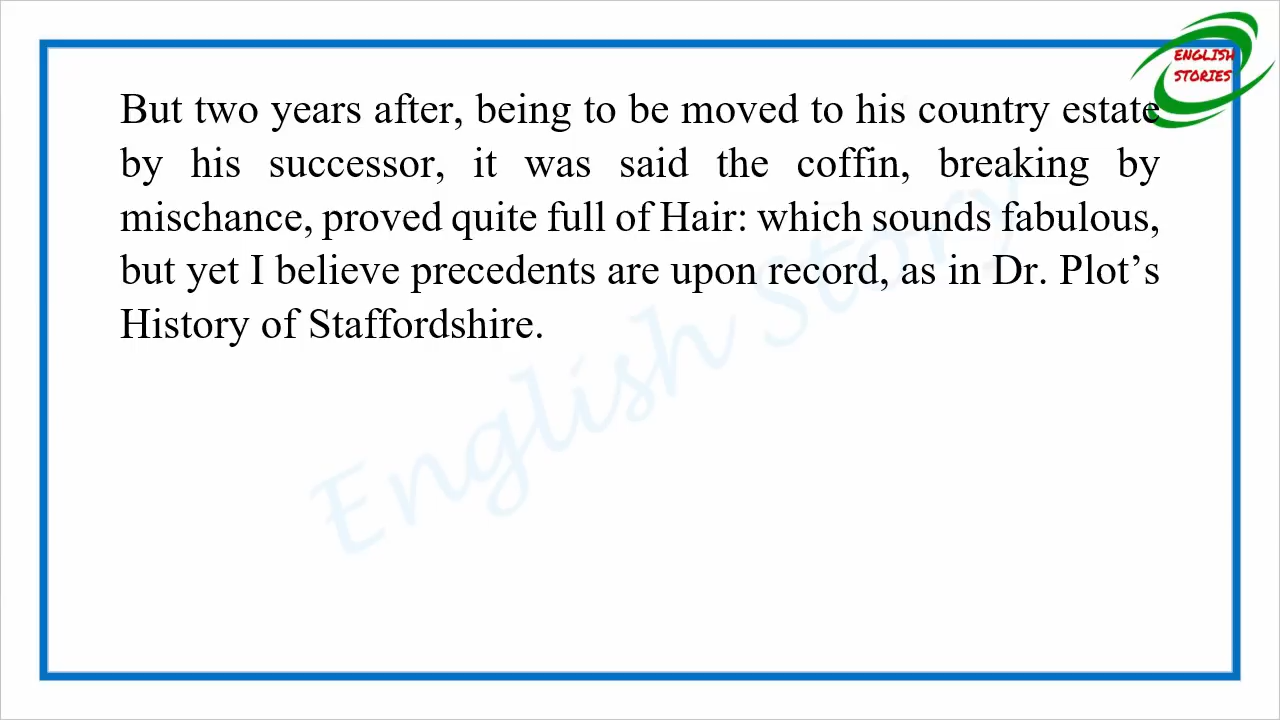 ENGLISH
STORIES
But two years after, being to be moved to his country estate
by his successor, it was said the coffin, breaking by
mischance, proved quite full of Hair: which sounds fabulous,
but yet I believe precedents are upon record, as in Dr. Plot’s
History of Staffordshire.
English Story